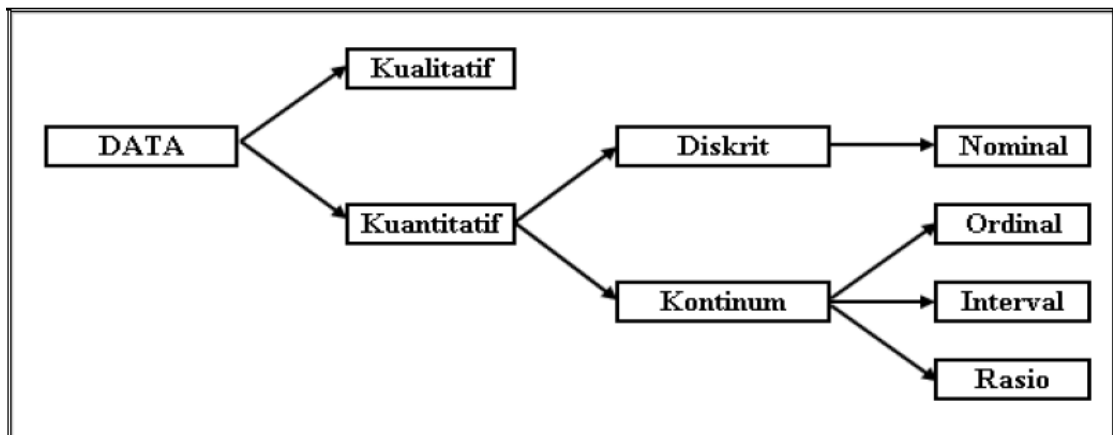 Kualitatif
DATA
Diskrit
Nominal
Kuantitatif
Ordinal
Kontinum
Interval
Rasio